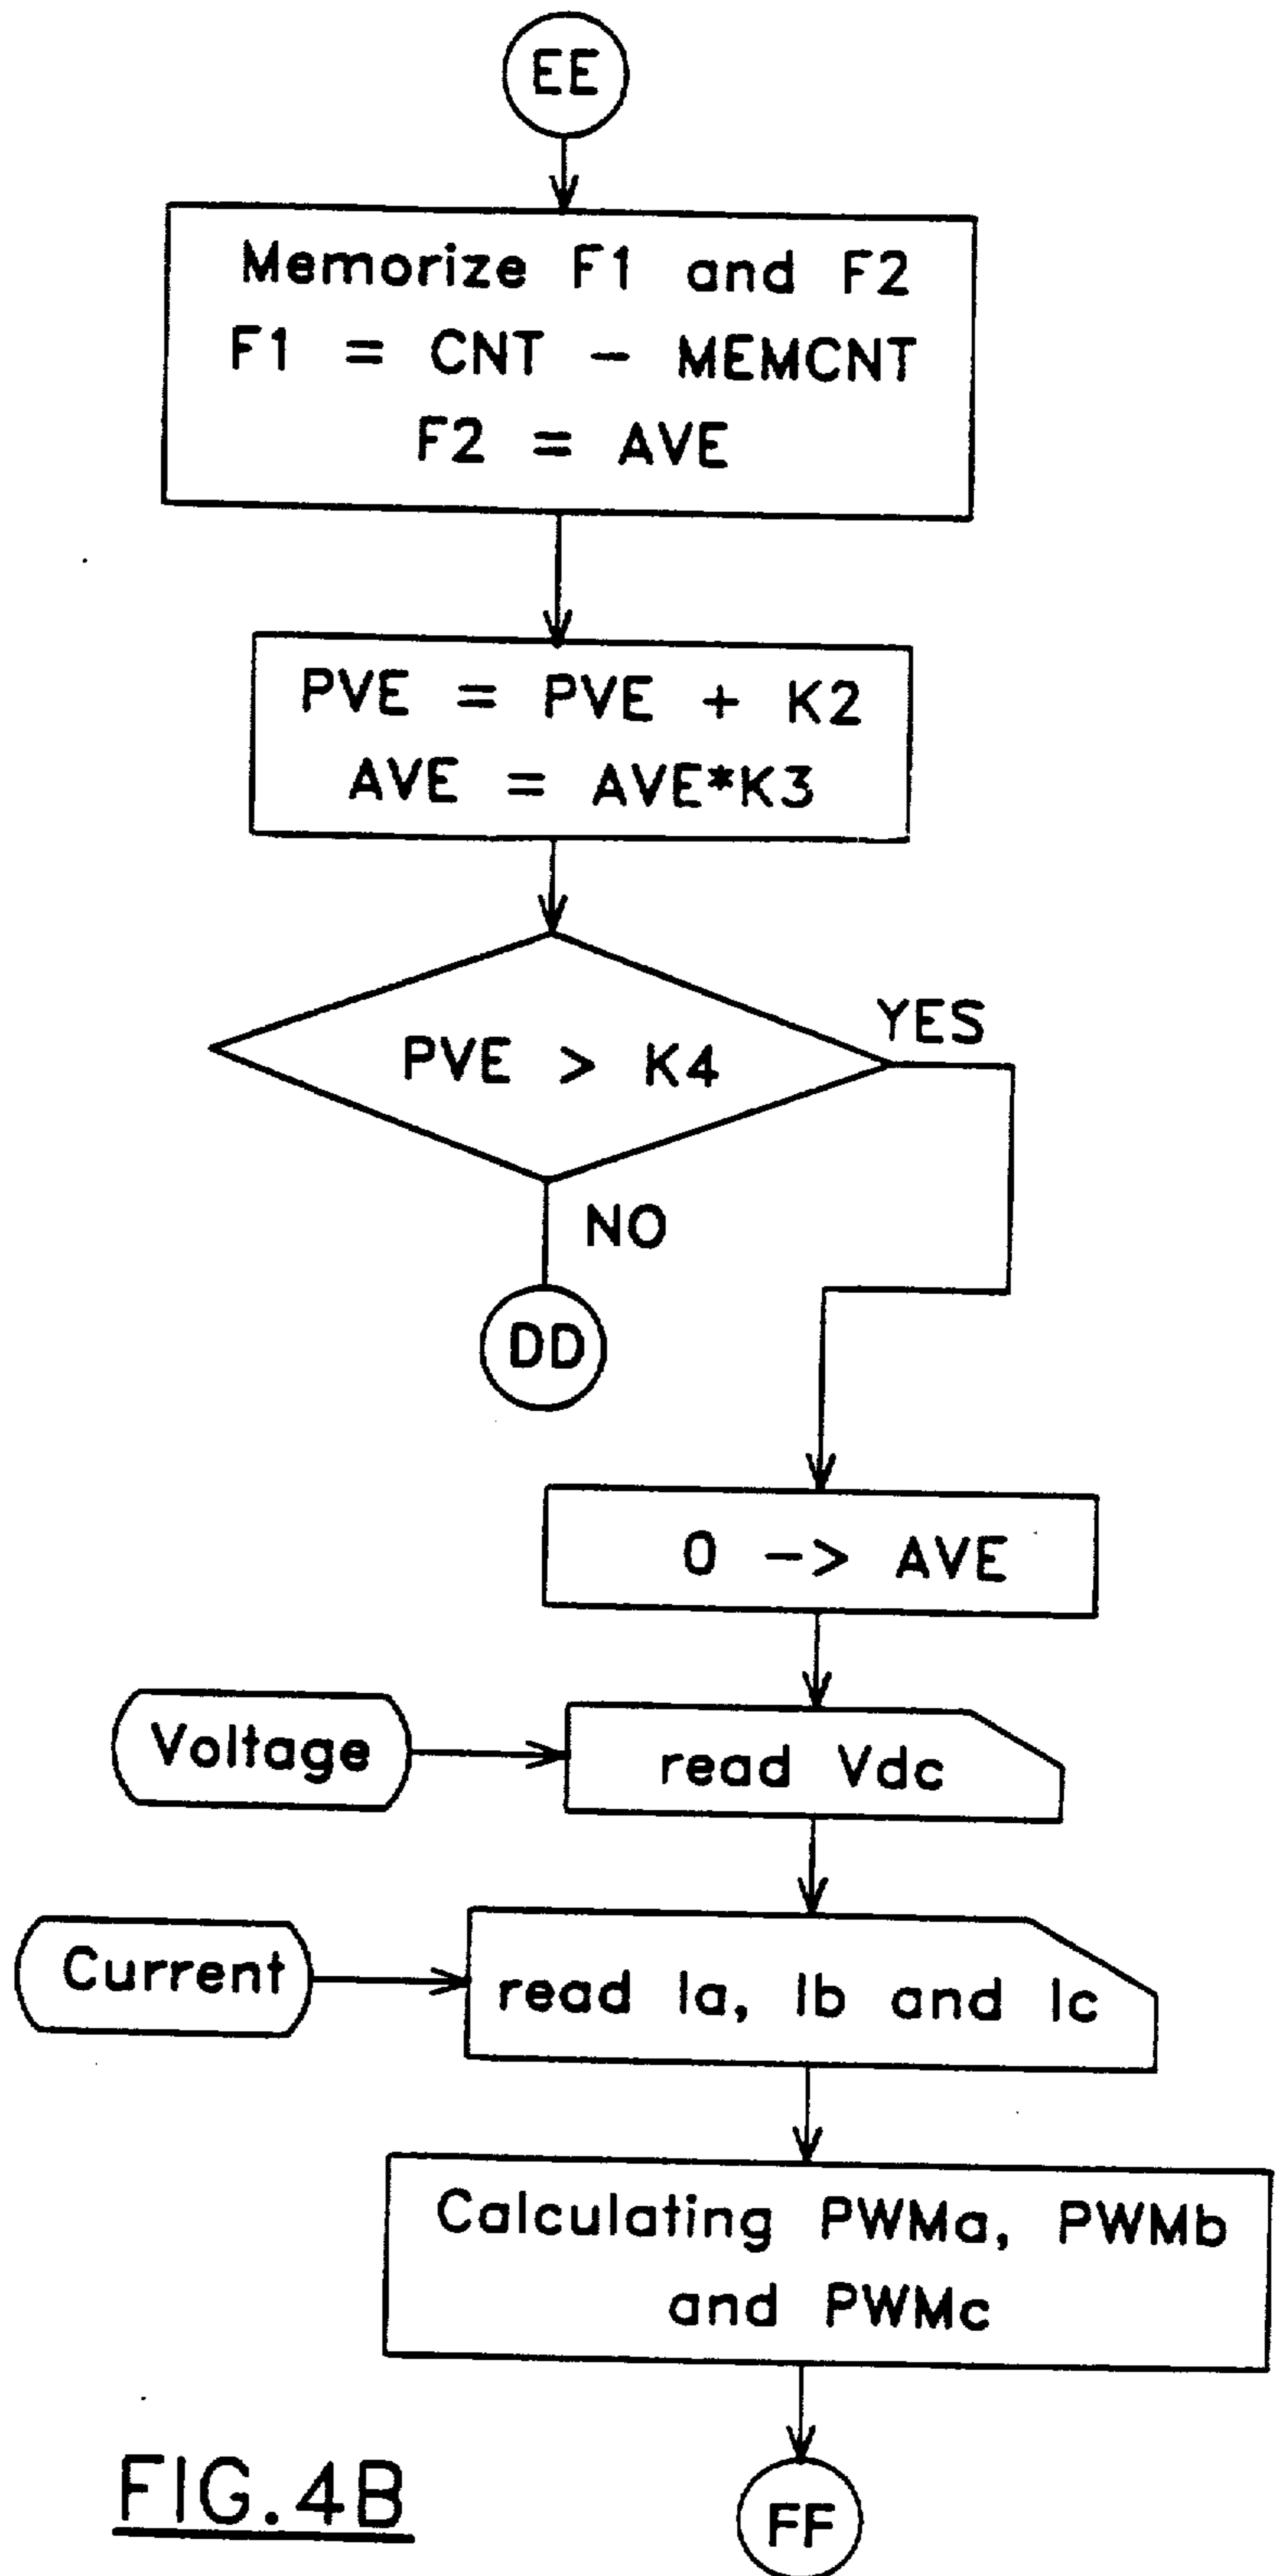 EE
Memorize F1 and F2
F1 = CNT - MEMCNT
F2 = AVE
PVE = PVE + K2
AVE = AVE*K3
PVE > K4
YES
NO
DD
0 -> AVE
Voltage
read Vdc
Current
read Ia, Ib and Ic
Calculating PWMa, PWMb
and PWMc
FF
FIG.4B